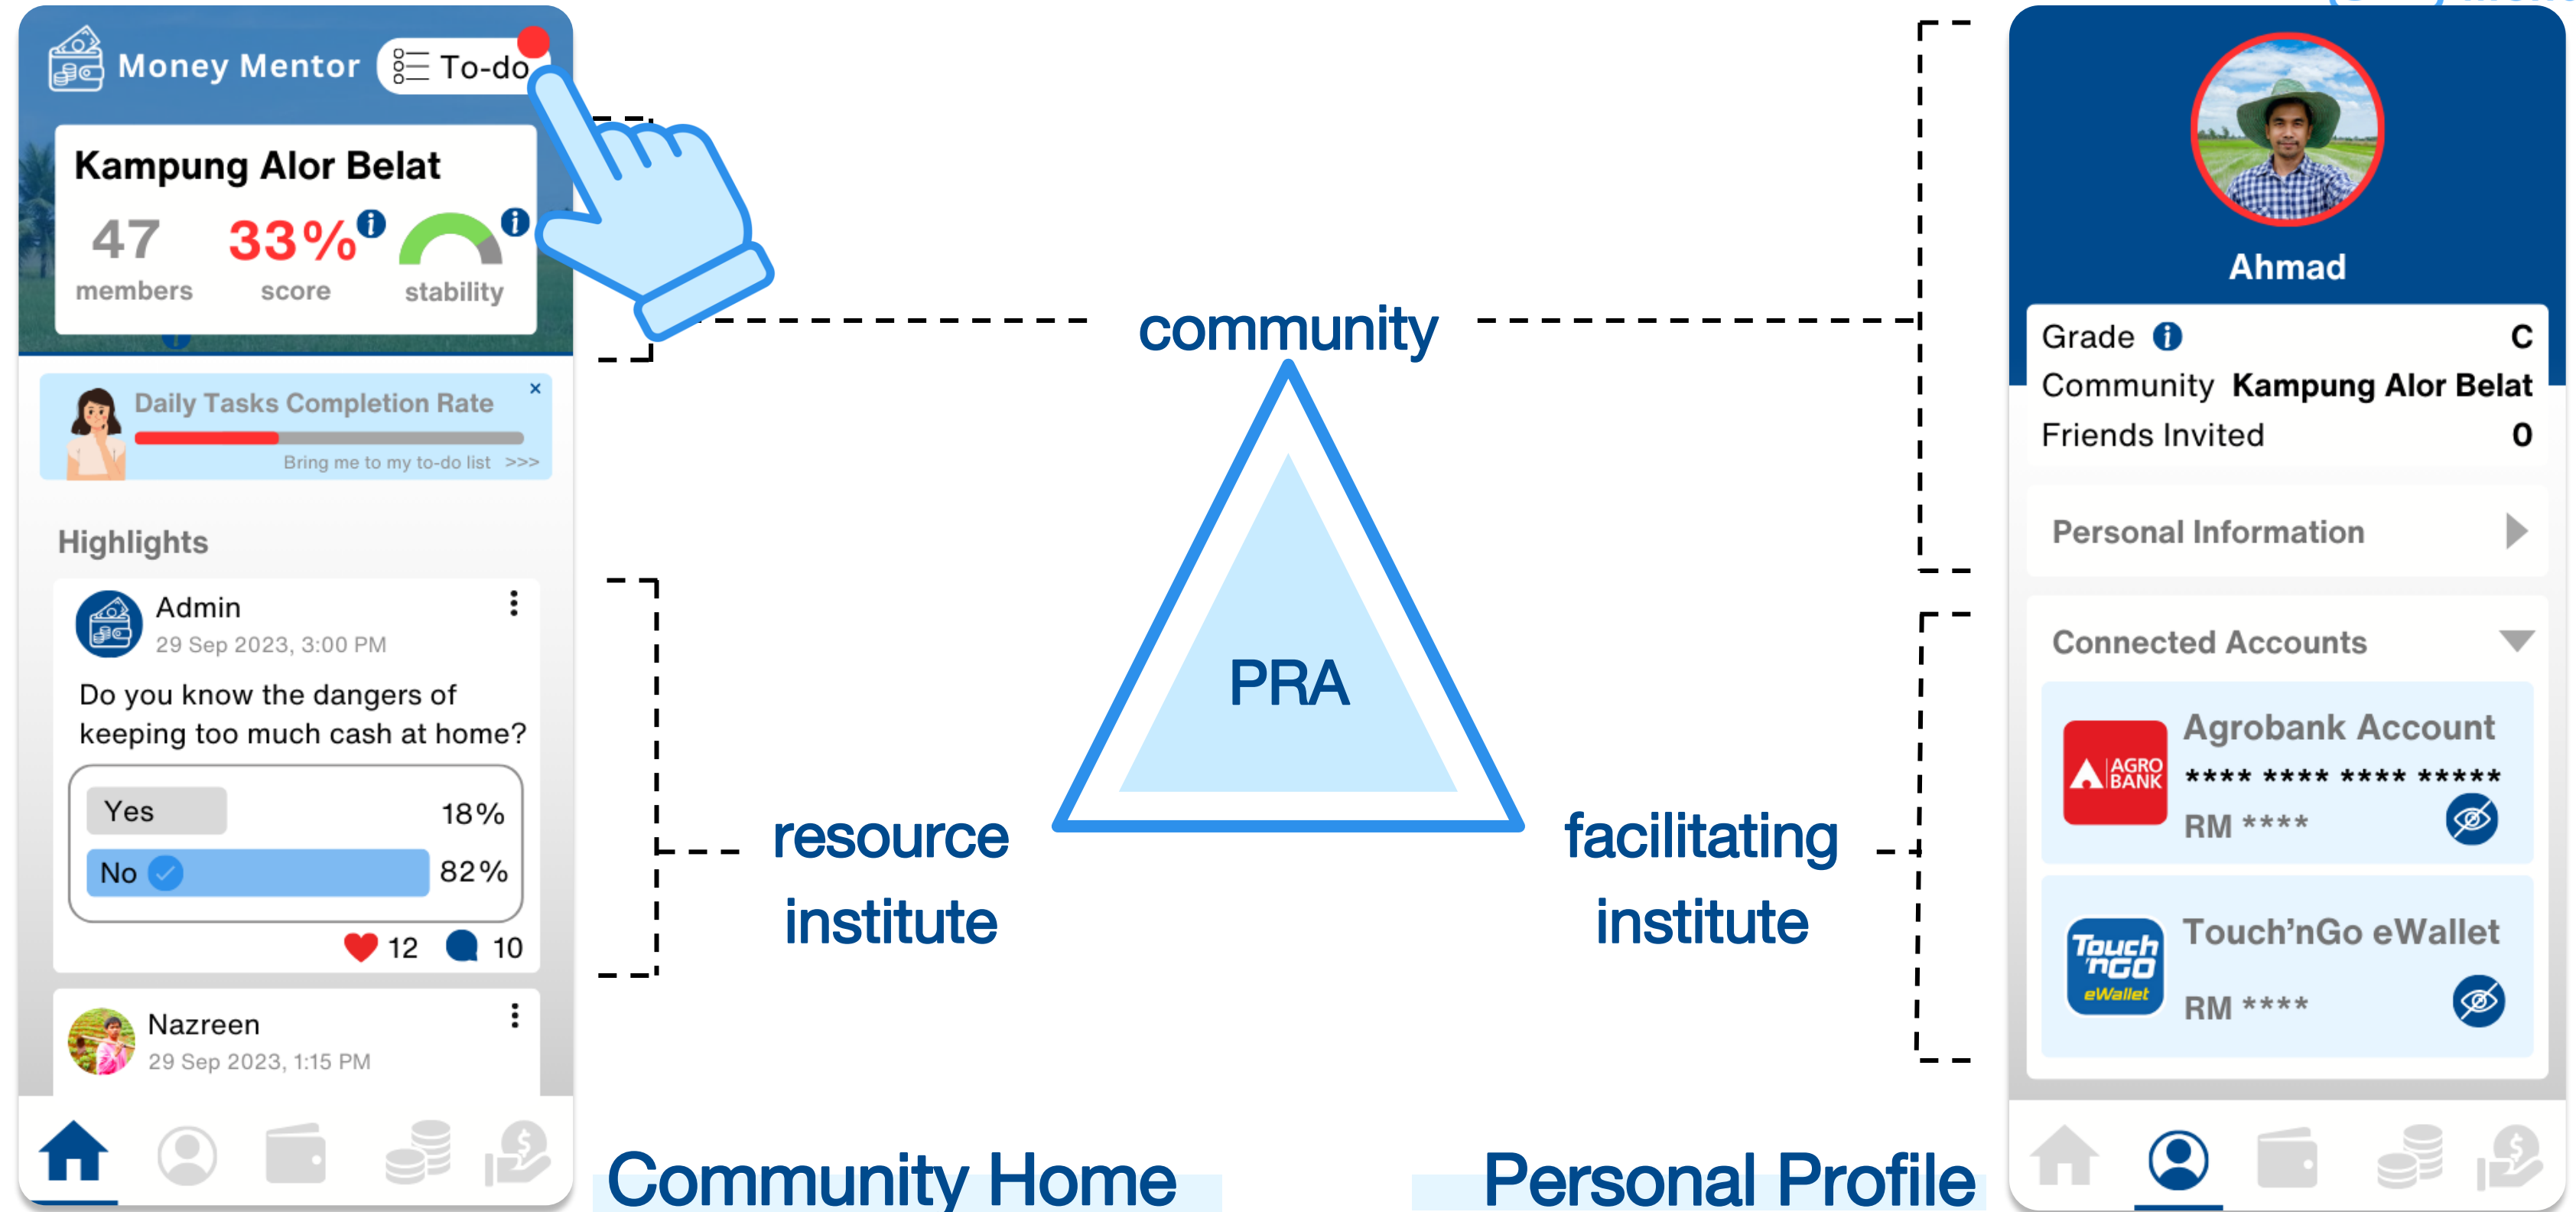 Money Mentor
To-do
Kampung Alor Belat
47
33%
members
score
stability
Daily Tasks Completion Rate
Bring me to my to-do list >>>
Highlights
Admin
29 Sep 2023, 3:00 PM
Do you know the dangers of
keeping too much cash at home?
Yes 18%
No 82%
12 10
Nazreen
29 Sep 2023, 1:15 PM
community
PRA
resource
institute
facilitating
institute
Community Home
Personal Profile
Ahmad
Grade C
Community Kampung Alor Belat
Friends Invited 0
Personal Information
Connected Accounts
AGRO
BANK
Agrobank Account
**** **** **** *****
RM ****
Touch
'nGO
eWallet
Touch'nGo eWallet
RM ****